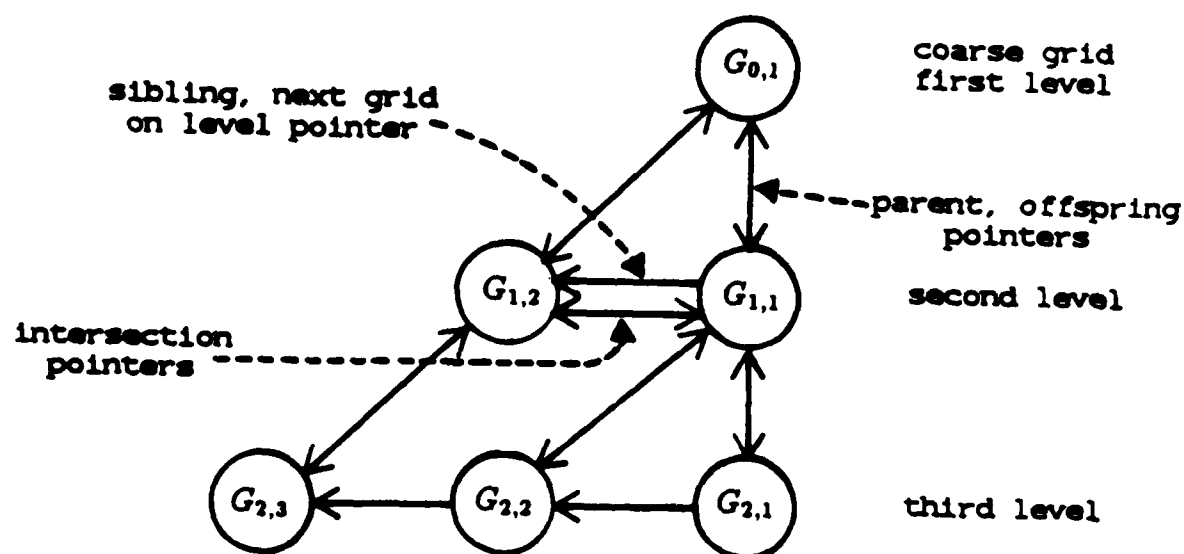 G0,1
coarse grid
first level
sibling, next grid
on level pointer
parent, offspring
pointers
G1,2
G1,1
second level
intersection
pointers
G2,3
G2,2
G2,1
third level